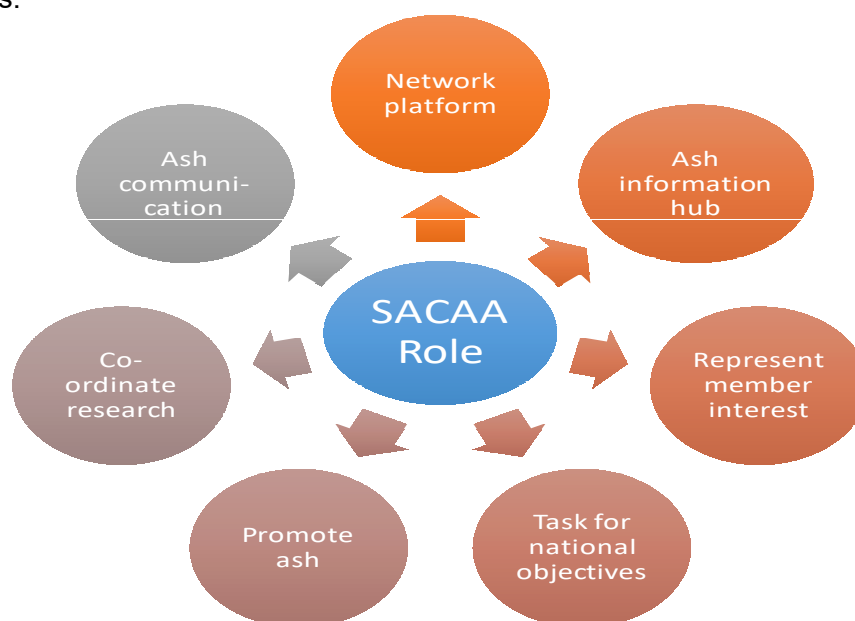 s.
Network
platform
Ash
information
hub
Represent
member
interest
Task for
national
objectives
Promote
ash
Co-
ordinate
research
Ash
communi-
cation
SACAA
Role